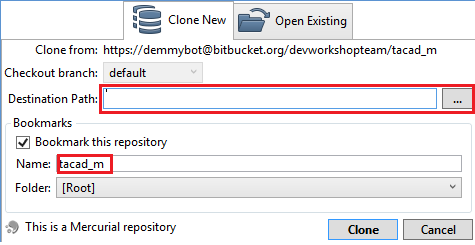 Clone New
Open Existing
Clone from: https://demmybot@bitbucket.org/devworkshopteam/tacad_m
Checkout branch: default
Destination Path: ...
Bookmarks
Bookmark this repository
Name: tacad_m
Folder: [Root]
This is a Mercurial repository
Clone
Cancel